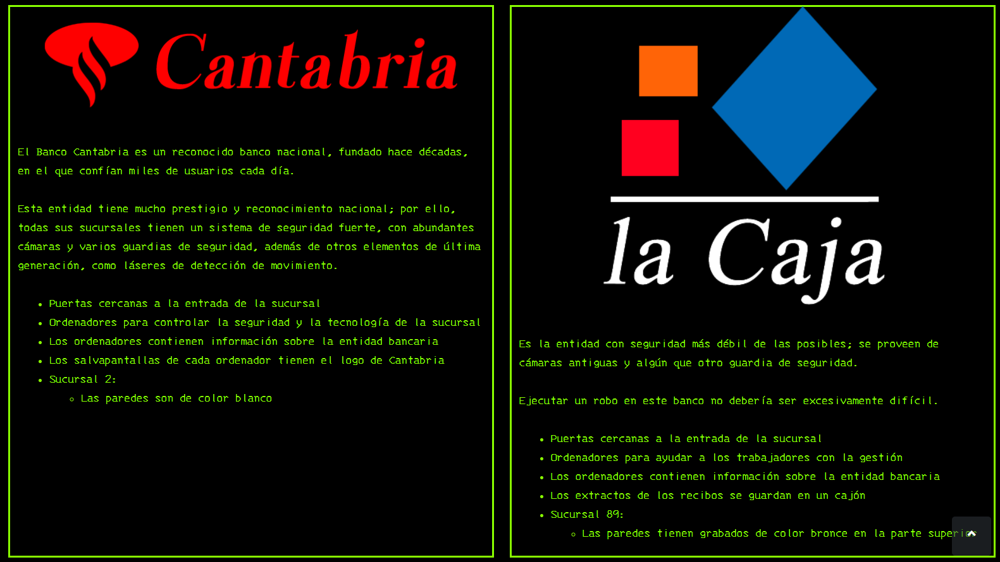 Cantabria
El Banco Cantabria es un reconocido banco nacional, fundado hace décadas,
en el que confían miles de usuarios cada día.
Esta entidad tiene mucho prestigio y reconocimiento nacional; por ello,
todas sus sucursales tienen un sistema de seguridad fuerte, con abundantes
cámaras y varios guardias de seguridad, además de otros elementos de última
generación, como láseres de detección de movimiento.
Puertas cercanas a la entrada de la sucursal
Ordenadores para controlar la seguridad y la tecnología de la sucursal
Los ordenadores contienen información sobre la entidad bancaria
Los salvapantallas de cada ordenador tienen el logo de Cantabria
Sucursal 2:
Las paredes son de color blanco
la Caja
Es la entidad con seguridad más débil de las posibles; se proveen de
cámaras antiguas y algún que otro guardia de seguridad.
Ejecutar un robo en este banco no debería ser excesivamente difícil.
Puertas cercanas a la entrada de la sucursal
Ordenadores para ayudar a los trabajadores con la gestión
Los ordenadores contienen información sobre la entidad bancaria
Los extractos de los recibos se guardan en un cajón
Sucursal 89:
Las paredes tienen grabados de color bronce en la parte superior